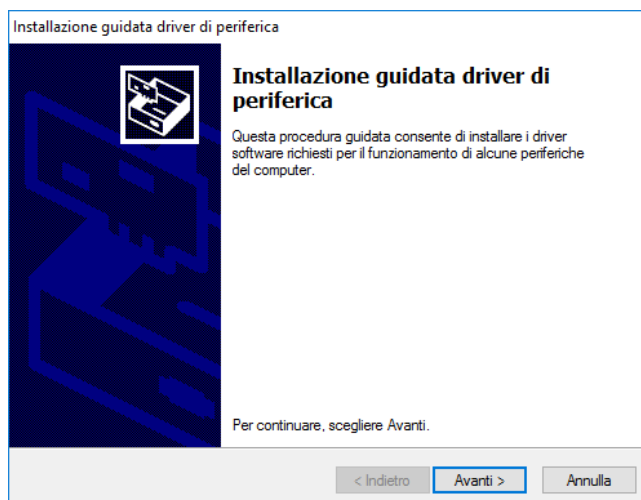 Installazione guidata driver di periferica
Installazione guidata driver di
periferica
Questa procedura guidata consente di installare i driver
software richiesti per il funzionamento di alcune periferiche
del computer.
Per continuare, scegliere Avanti.
< Indietro
Avanti >
Annulla